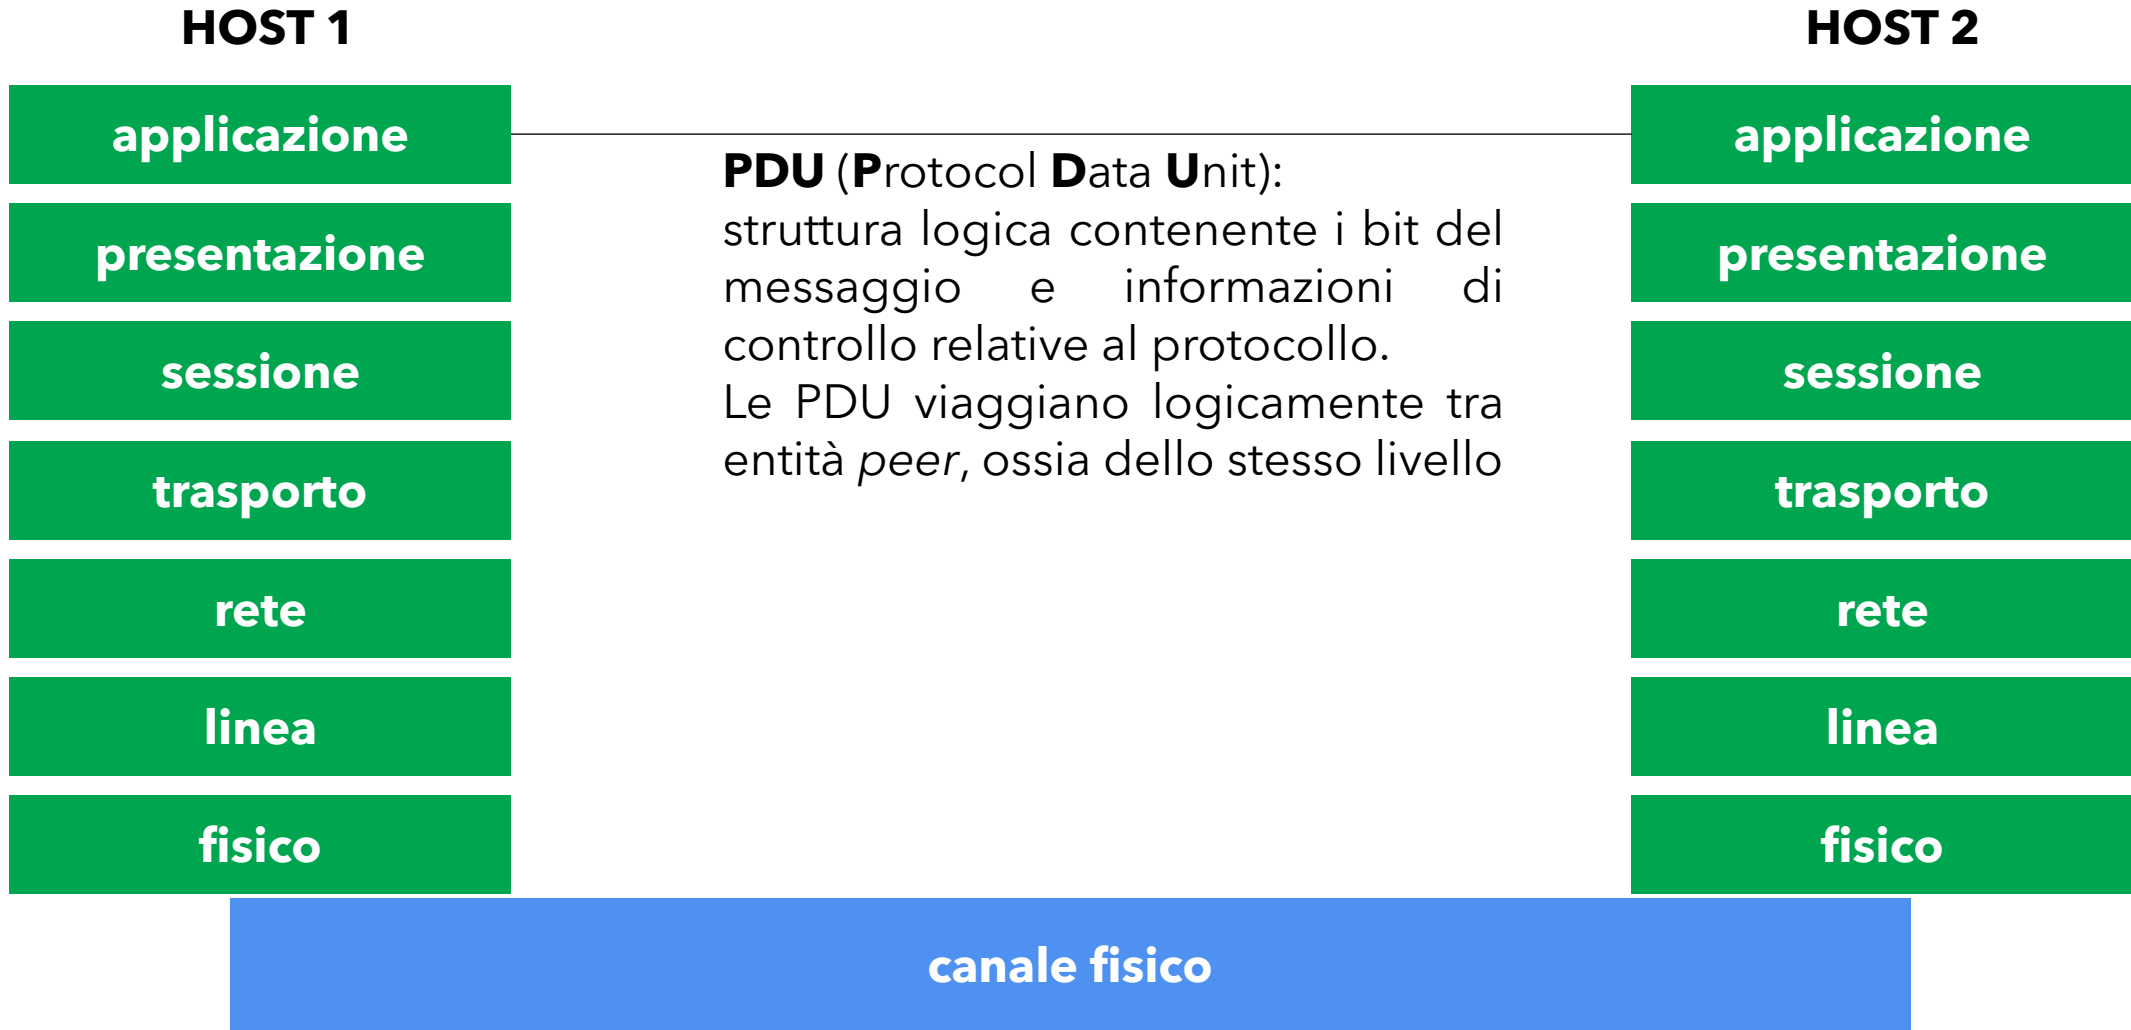 HOST 1
HOST 2
applicazione
applicazione
PDU (Protocol Data Unit):
struttura logica contenente i bit del
messaggio e informazioni di
controllo relative al protocollo.
Le PDU viaggiano logicamente tra
entità peer, ossia dello stesso livello
presentazione
presentazione
sessione
sessione
trasporto
trasporto
rete
rete
linea
linea
fisico
fisico
canale fisico